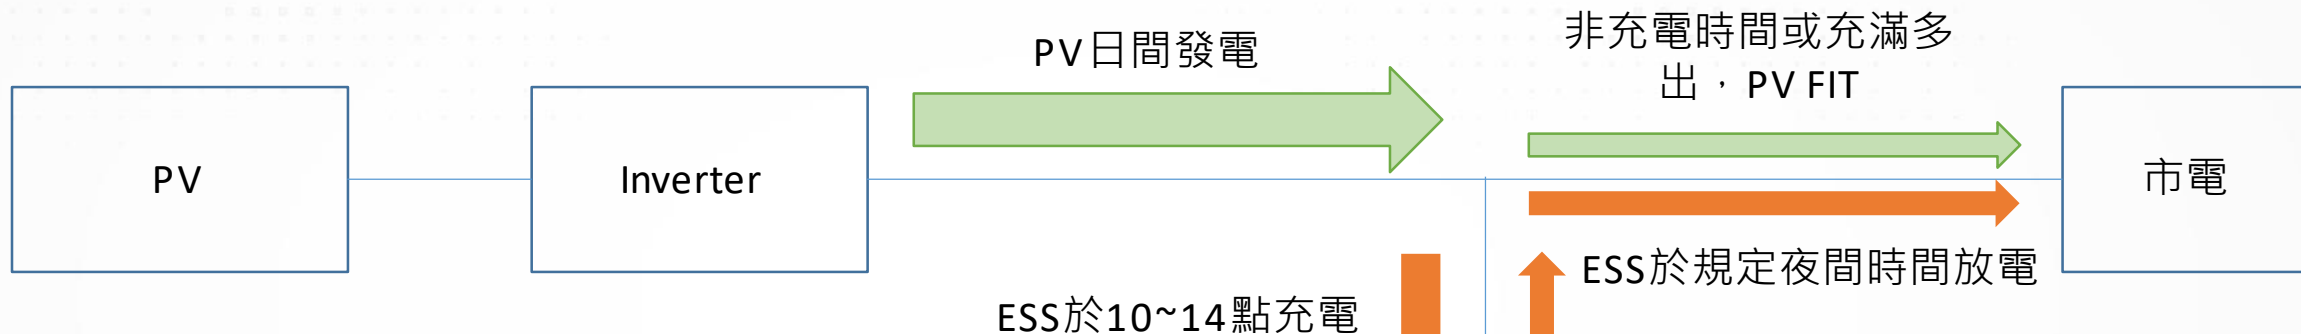 PV日間發電
非充電時間或充滿多
出，PV FIT
PV
Inverter
市電
ESS於規定夜間時間放電
ESS於10~14點充電